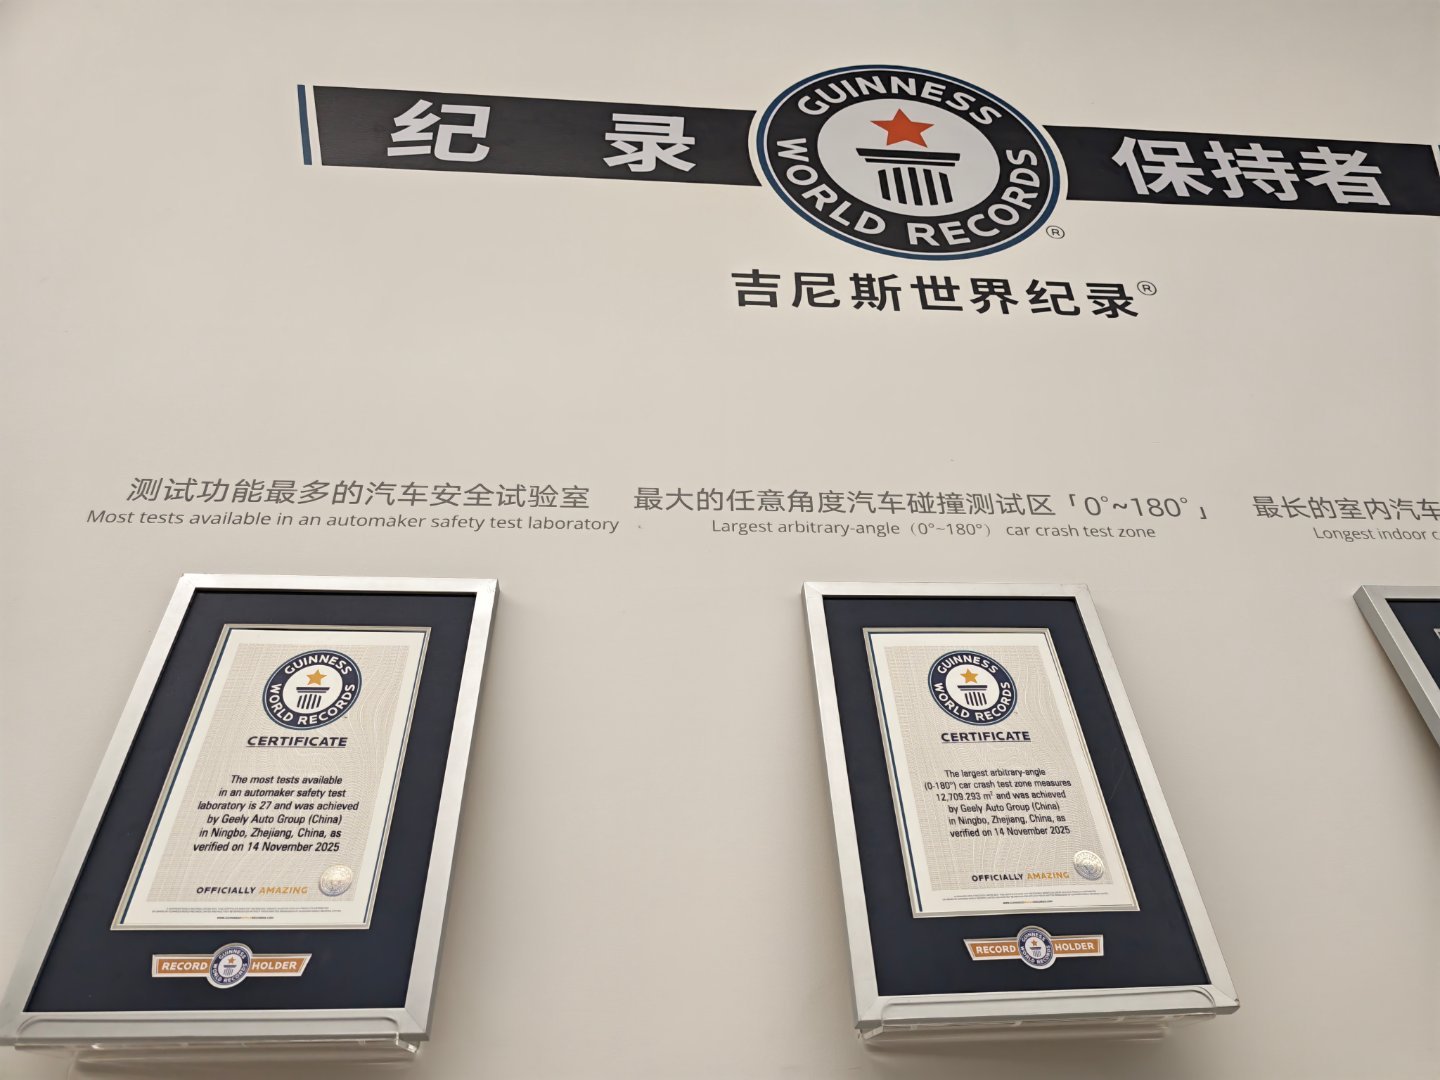 纪 录
GUINNESS WORLD RECORDS ®
保持者
吉尼斯世界纪录®
测试功能最多的汽车安全试验室
Most tests available in an automaker safety test laboratory
最大的任意角度汽车碰撞测试区「0°~180°」
Largest arbitrary-angle（0°~180°） car crash test zone
最长的室内汽车
Longest indoor c
GUINNESS WORLD RECORDS
CERTIFICATE
The most tests available
in an automaker safety test
laboratory is 27 and was achieved
by Geely Auto Group (China)
in Ningbo, Zhejiang, China, as
verified on 14 November 2025
OFFICIALLY AMAZING
RECORD HOLDER
GUINNESS WORLD RECORDS
CERTIFICATE
The largest arbitrary-angle
(0-180°) car crash test zone measures
12,709.293 m² and was achieved
by Geely Auto Group (China)
in Ningbo, Zhejiang, China, as
verified on 14 November 2025
OFFICIALLY AMAZING
RECORD HOLDER